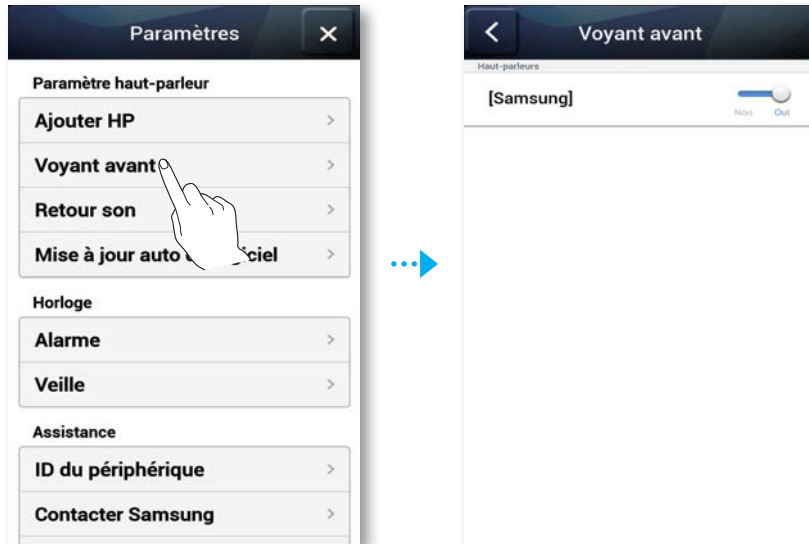 Paramètres
Paramètre haut-parleur
Ajouter HP
Voyant avant
Retour son
Mise à jour auto iciel
Horloge
Alarme
Veille
Assistance
ID du périphérique
Contacter Samsung
Voyant avant
Haut-parleurs
[Samsung]
Non Oui